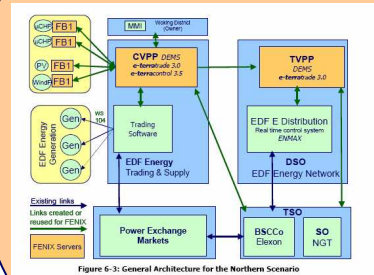 μCHP FB1
μCHP FB1
PV FB1
WindF FB1
MMI
Working District
(Owner)
CVPP DEMS
e-terratrade 3.0
e-terracontrol 3.5
TVPP
DEMS
e-terratrade 3.0
EDF Energy
Generation
Gen
Gen
Gen
WS
104
Trading
Software
EDF Energy
Trading & Supply
EDF E Distribution
Real time control system
ENMAX
DSO
EDF Energy Network
Existing links
Links created or
reused for FENIX
FENIX Servers
Power Exchange
Markets
TSO
BSCCo
Elexon
SO
NGT
Figure 6-3: General Architecture for the Northern Scenario